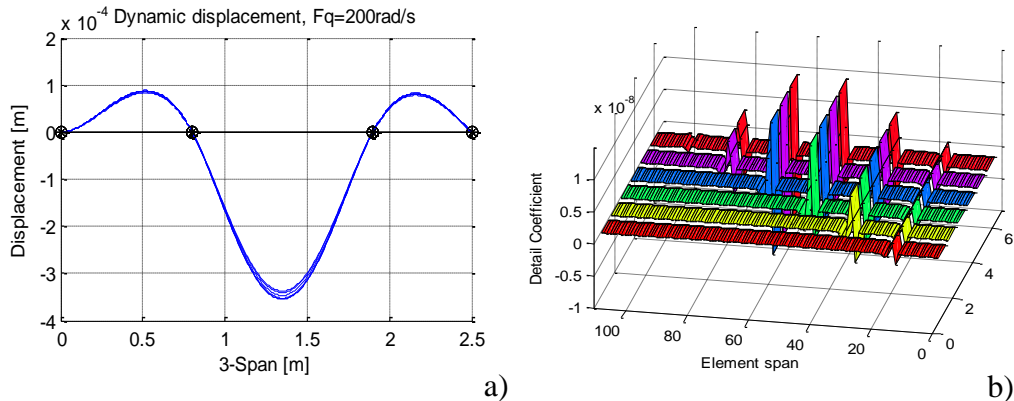 x 10^-4 Dynamic displacement, Fq=200rad/s
2
1
0
-1
-2
-3
-4
Displacement [m]
0 0.5 1 1.5 2 2.5
3-Span [m]
a)
x 10^-8
1
0.5
0
-0.5
-1
Detail Coefficient
100 80 60 40 20 0
Element span
0
2
4
6
b)